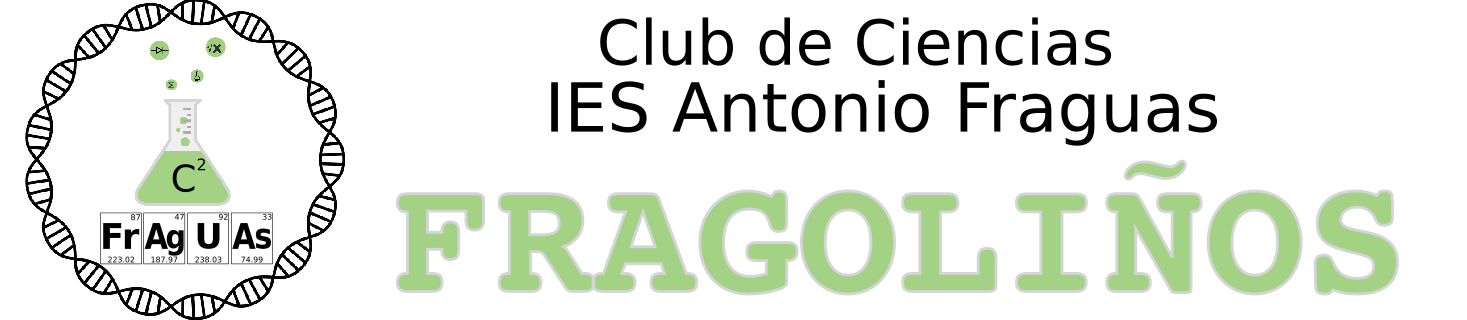 Club de Ciencias
IES Antonio Fraguas
FRAGOLIÑOS
C²
87 47 92 33
Fr Ag U As
223.02 187.97 238.03 74.99